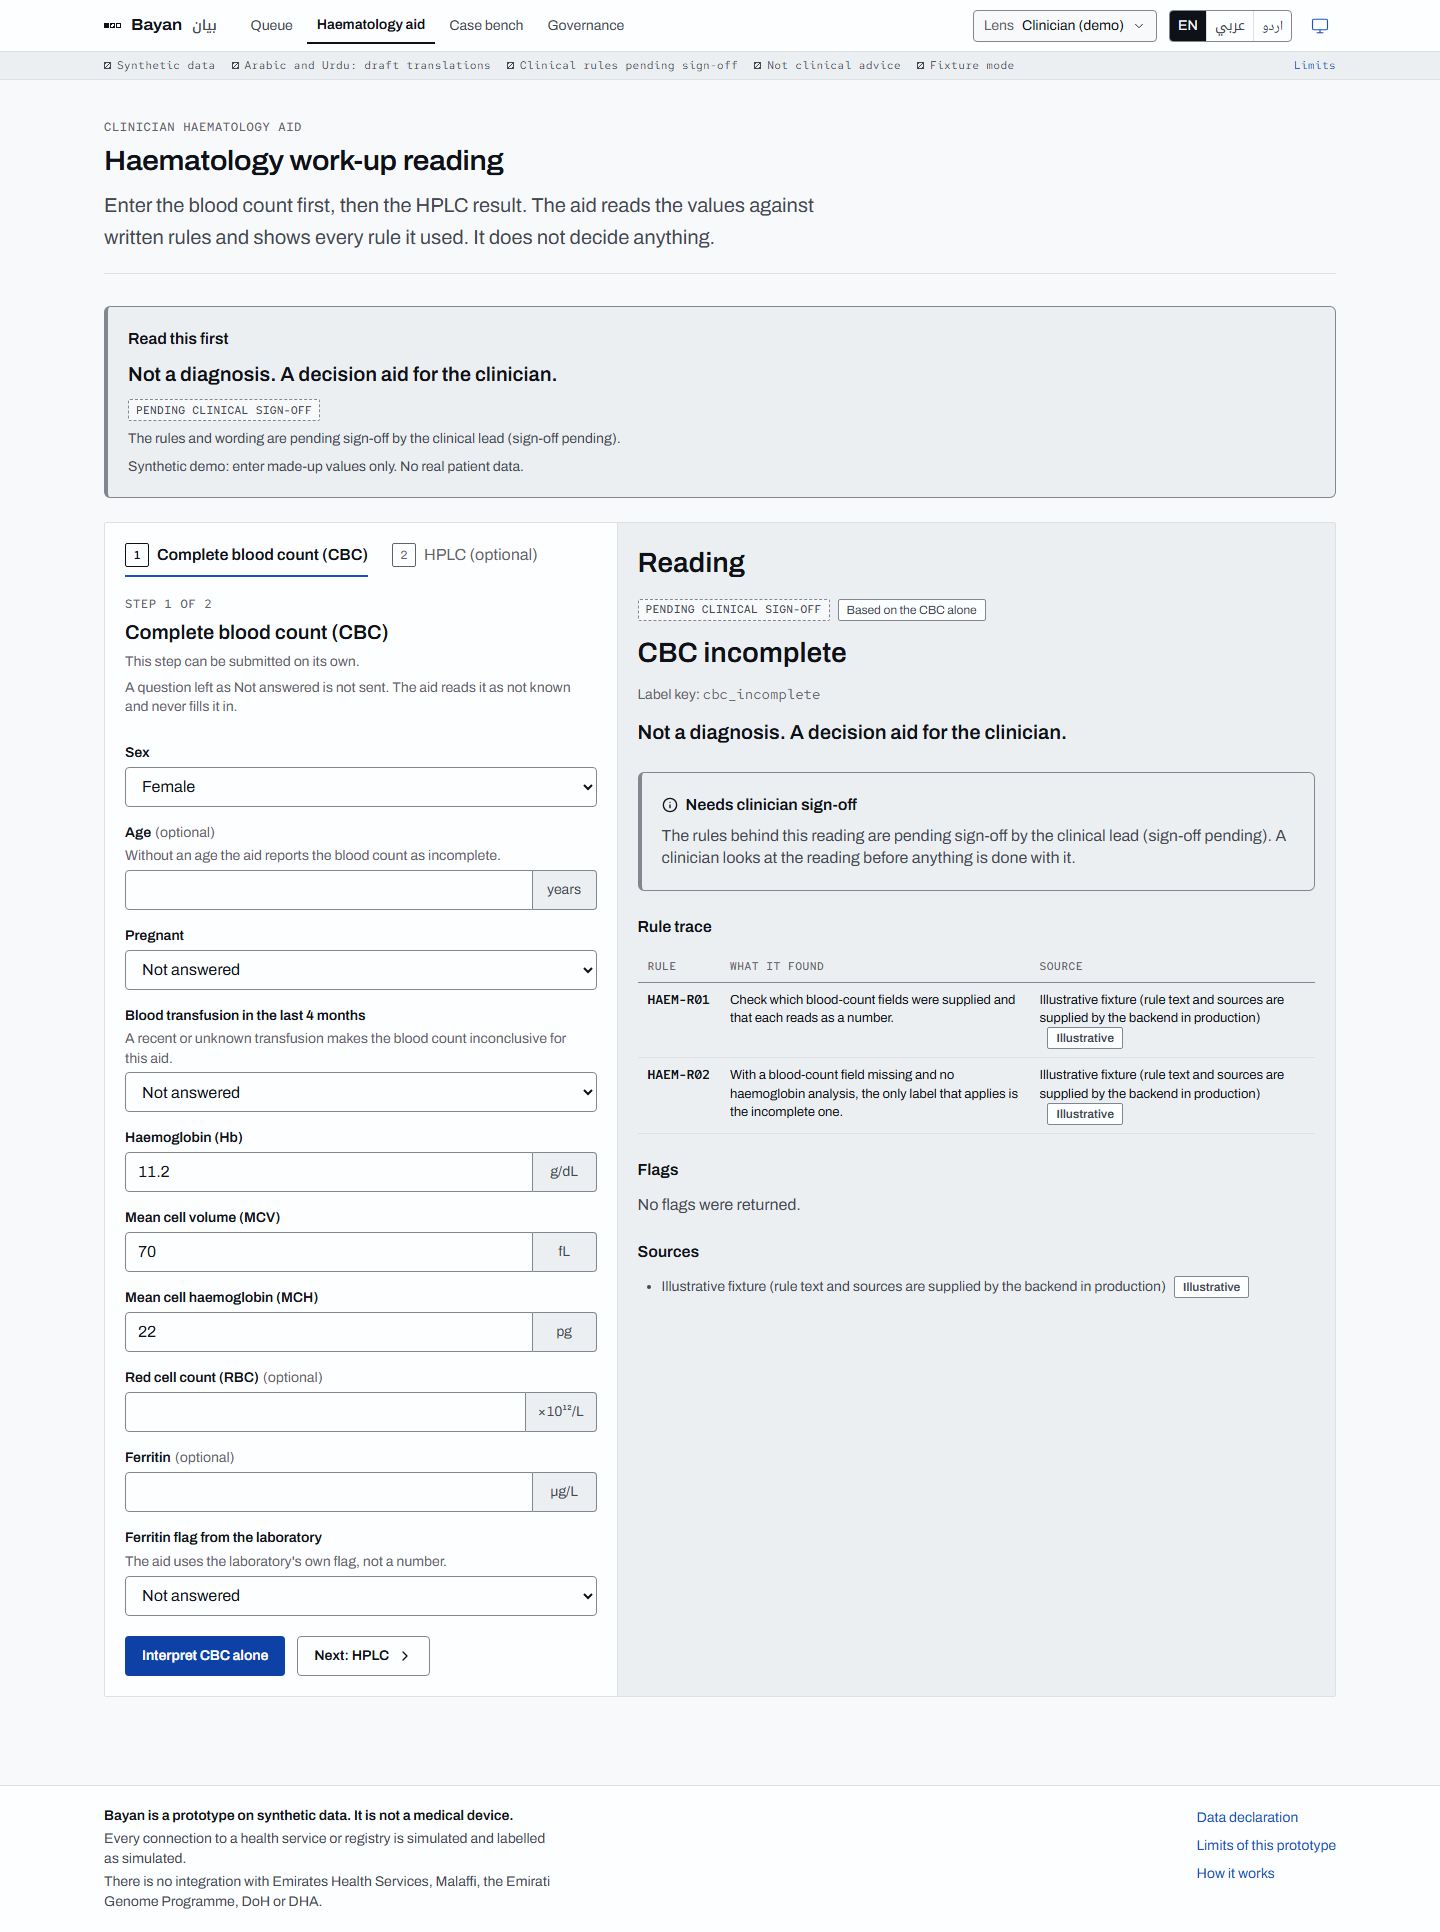 Bayan بيان
Queue
Haematology aid
Case bench
Governance
Lens Clinician (demo)
EN
عربي
اردو
Synthetic data
Arabic and Urdu: draft translations
Clinical rules pending sign-off
Not clinical advice
Fixture mode
Limits
CLINICIAN HAEMATOLOGY AID
Haematology work-up reading
Enter the blood count first, then the HPLC result. The aid reads the values against
written rules and shows every rule it used. It does not decide anything.
Read this first
Not a diagnosis. A decision aid for the clinician.
PENDING CLINICAL SIGN-OFF
The rules and wording are pending sign-off by the clinical lead (sign-off pending).
Synthetic demo: enter made-up values only. No real patient data.
1 Complete blood count (CBC)
2 HPLC (optional)
STEP 1 OF 2
Complete blood count (CBC)
This step can be submitted on its own.
A question left as Not answered is not sent. The aid reads it as not known
and never fills it in.
Sex
Female
Age (optional)
Without an age the aid reports the blood count as incomplete.
years
Pregnant
Not answered
Blood transfusion in the last 4 months
A recent or unknown transfusion makes the blood count inconclusive for
this aid.
Not answered
Haemoglobin (Hb)
11.2 g/dL
Mean cell volume (MCV)
70 fL
Mean cell haemoglobin (MCH)
22 pg
Red cell count (RBC) (optional)
×10¹²/L
Ferritin (optional)
µg/L
Ferritin flag from the laboratory
The aid uses the laboratory's own flag, not a number.
Not answered
Interpret CBC alone
Next: HPLC
Reading
PENDING CLINICAL SIGN-OFF
Based on the CBC alone
CBC incomplete
Label key: cbc_incomplete
Not a diagnosis. A decision aid for the clinician.
Needs clinician sign-off
The rules behind this reading are pending sign-off by the clinical lead (sign-off pending). A
clinician looks at the reading before anything is done with it.
Rule trace
RULE WHAT IT FOUND SOURCE
HAEM-R01
Check which blood-count fields were supplied and
that each reads as a number.
Illustrative fixture (rule text and sources are
supplied by the backend in production)
Illustrative
HAEM-R02
With a blood-count field missing and no
haemoglobin analysis, the only label that applies is
the incomplete one.
Illustrative fixture (rule text and sources are
supplied by the backend in production)
Illustrative
Flags
No flags were returned.
Sources
• Illustrative fixture (rule text and sources are supplied by the backend in production) Illustrative
Bayan is a prototype on synthetic data. It is not a medical device.
Every connection to a health service or registry is simulated and labelled
as simulated.
There is no integration with Emirates Health Services, Malaffi, the Emirati
Genome Programme, DoH or DHA.
Data declaration
Limits of this prototype
How it works